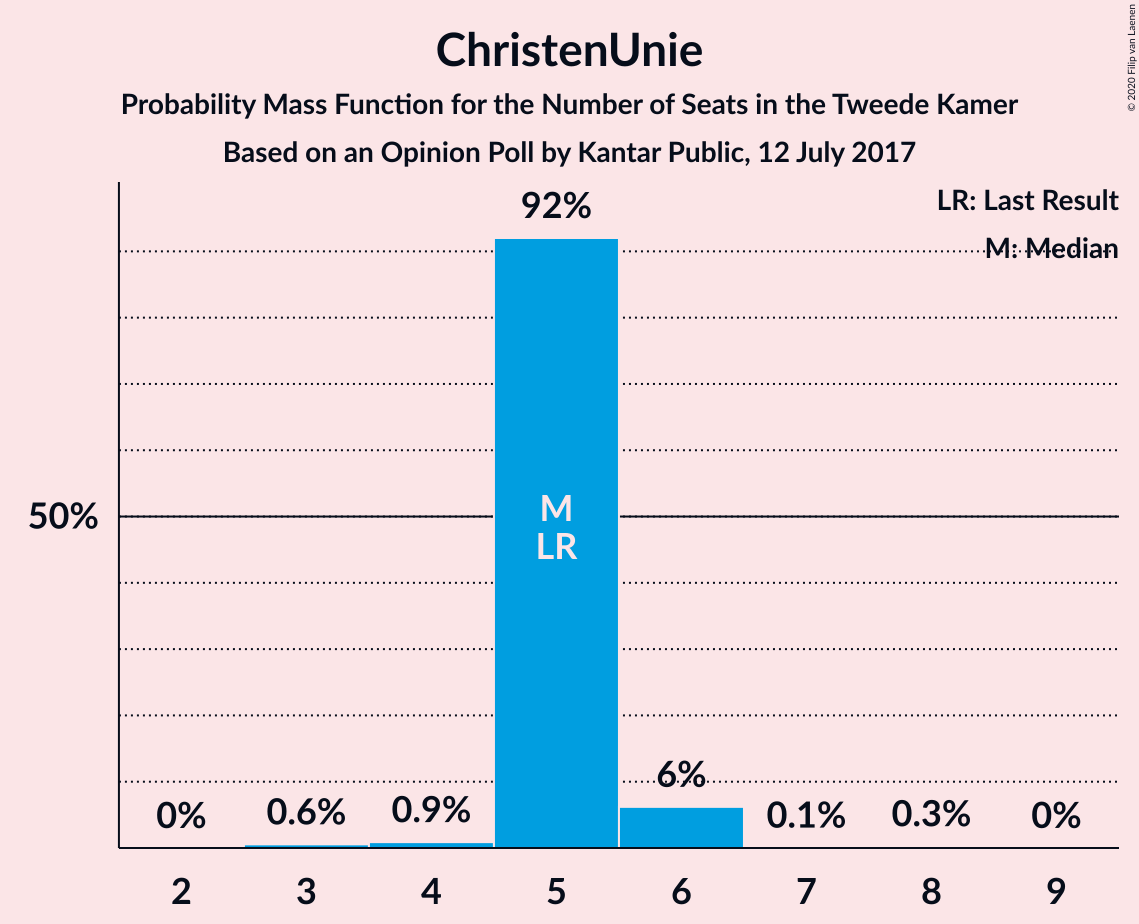 ChristenUnie
Probability Mass Function for the Number of Seats in the Tweede Kamer
Based on an Opinion Poll by Kantar Public, 12 July 2017
© 2020 Filip van Laenen
LR: Last Result
M: Median
92%
50%
M
LR
0%
0.6%
0.9%
6%
0.1%
0.3%
0%
2 3 4 5 6 7 8 9